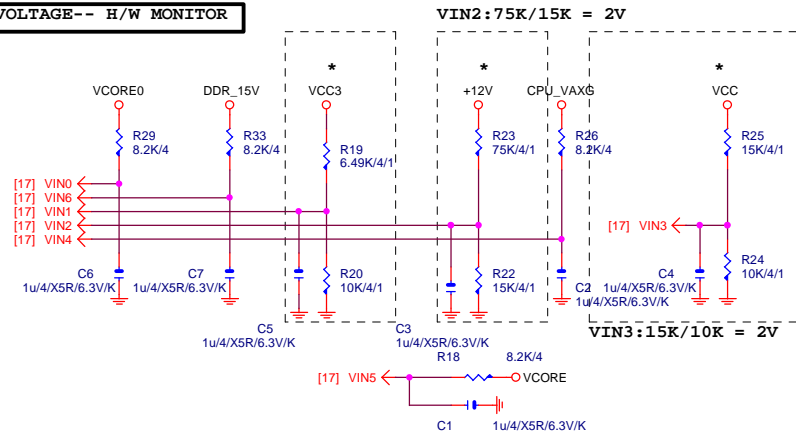 VOLTAGE-- H/W MONITOR
VIN2:75K/15K = 2V
*
*
*
VCORE0
DDR_15V
VCC3
+12V
CPU_VAXG
VCC
R29
8.2K/4
R33
8.2K/4
R19
6.49K/4/1
R23
75K/4/1
R26
8.2K/4
R25
15K/4/1
[17] VIN0
[17] VIN6
[17] VIN1
[17] VIN2
[17] VIN4
[17] VIN3
C6
1u/4/X5R/6.3V/K
C7
1u/4/X5R/6.3V/K
R20
10K/4/1
R22
15K/4/1
C2
1u/4/X5R/6.3V/K
C4
1u/4/X5R/6.3V/K
R24
10K/4/1
C5
1u/4/X5R/6.3V/K
C3
1u/4/X5R/6.3V/K
VIN3:15K/10K = 2V
R18
8.2K/4
[17] VIN5
VCORE
C1
1u/4/X5R/6.3V/K